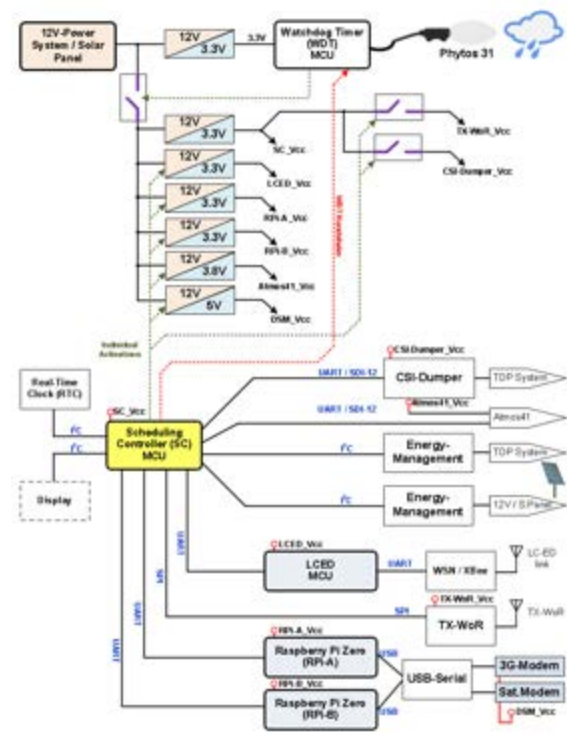 12V-Power
System / Solar
Panel
12V
3.3V
3.3V
Watchdog Timer
(WDT)
MCU
Phytos 31
12V
3.3V
SC_Vcc
TX-WoR_Vcc
12V
3.3V
LCED_Vcc
CSI-Dumper_Vcc
12V
3.3V
RPi-A_Vcc
12V
3.3V
RPi-B_Vcc
12V
3.8V
Atmos41_Vcc
12V
5V
DSM_Vcc
Individual
Activations
Real-Time
Clock (RTC)
SC_Vcc
I²C
I²C
Scheduling
Controller (SC)
MCU
Display
UART / SDI-12
CSI-Dumper_Vcc
CSI-Dumper
TDP System
UART / SDI-12
Atmos41_Vcc
Atmos41
I²C
Energy-
Management
TDP System
I²C
Energy-
Management
12V / S.Panel
UART
LCED_Vcc
LCED
MCU
UART
WSN / XBee
LC-ED
link
SPI
SPI
TX-WoR_Vcc
TX-WoR
TX-WoR
UART
RPi-A_Vcc
Raspberry Pi Zero
(RPi-A)
USB
UART
RPi-B_Vcc
Raspberry Pi Zero
(RPi-B)
USB
USB-Serial
3G-Modem
Sat.Modem
DSM_Vcc